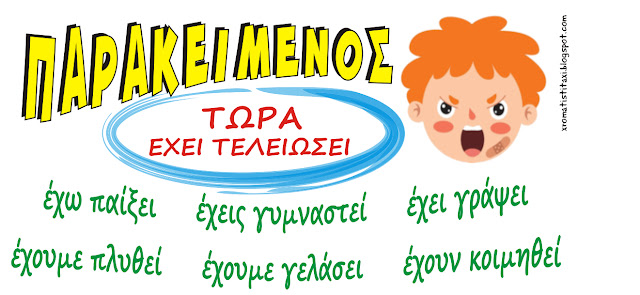 ΠΑΡΑΚΕΙΜΕΝΟΣ
ΤΩΡΑ
ΕΧΕΙ ΤΕΛΕΙΩΣΕΙ
xromatistitaxi.blogspot.com
έχω παίξει έχεις γυμναστεί έχει γράψει
έχουμε πλυθεί έχουμε γελάσει έχουν κοιμηθεί